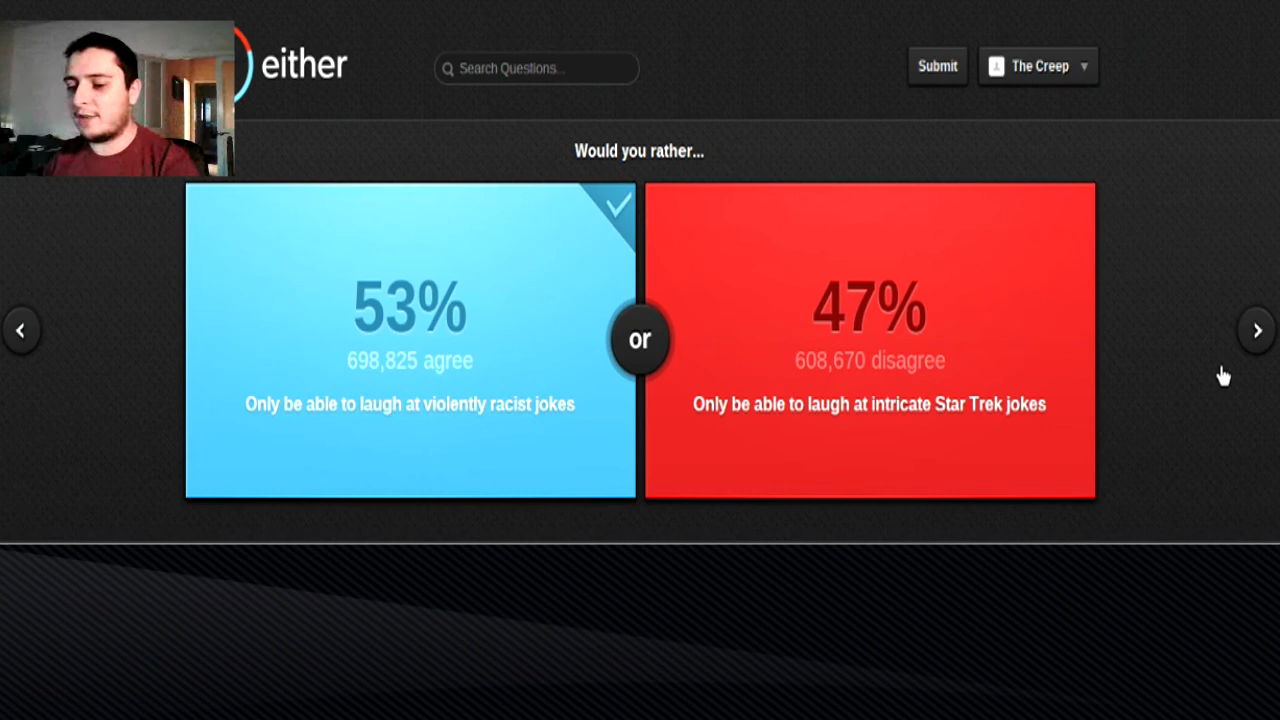 either
Search Questions...
Submit
The Creep
Would you rather...
53%
698,825 agree
Only be able to laugh at violently racist jokes
or
47%
608,670 disagree
Only be able to laugh at intricate Star Trek jokes